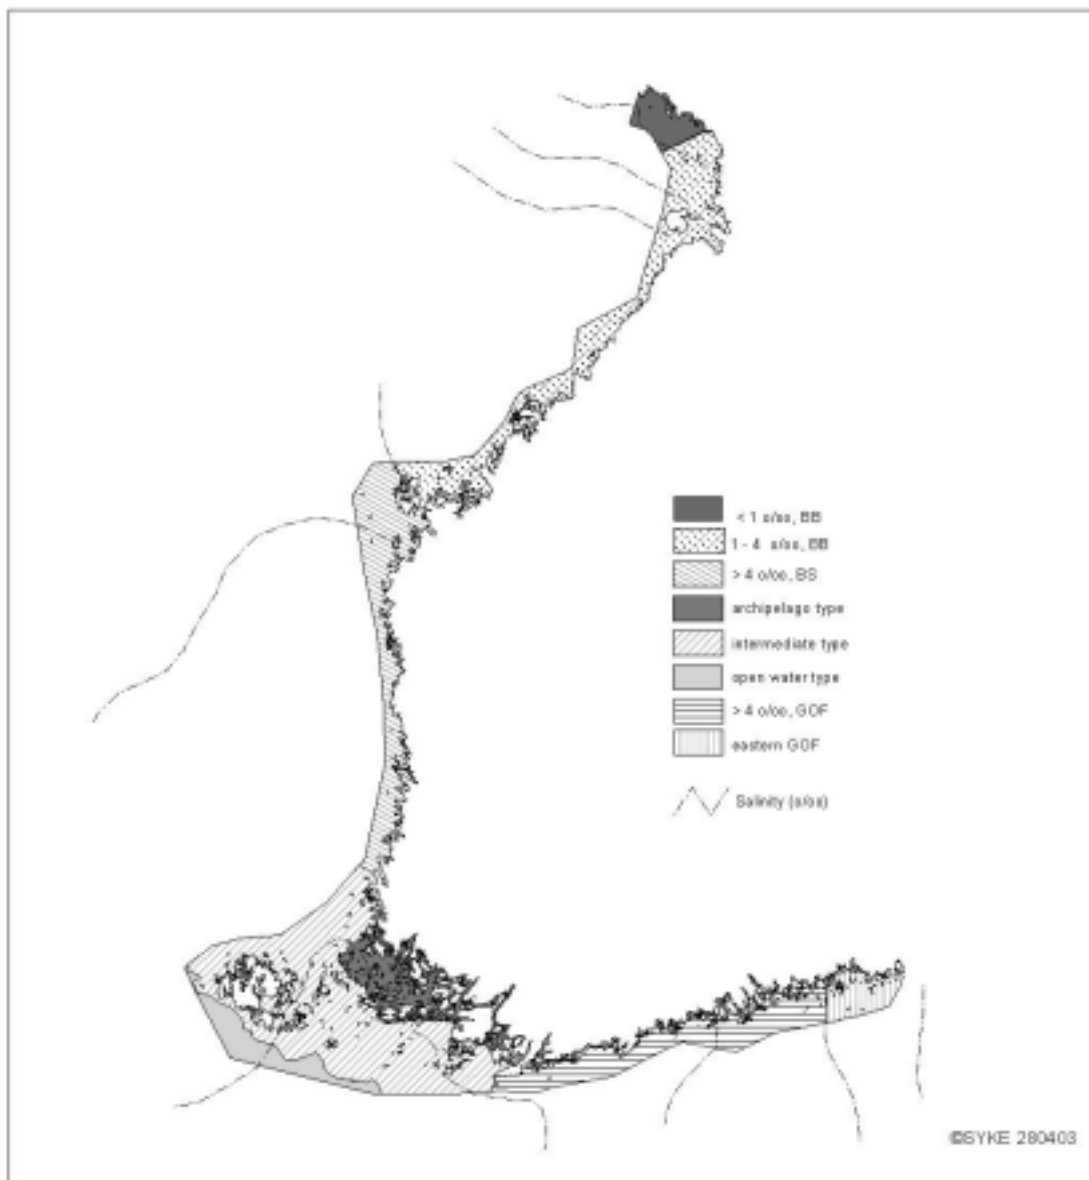 < 1 o/oo, BB
1 - 4 o/oo, BB
> 4 o/oo, BS
archipelago type
intermediate type
open water type
> 4 o/oo, GOF
eastern GOF
Salinity (o/oo)
©SYKE 280403